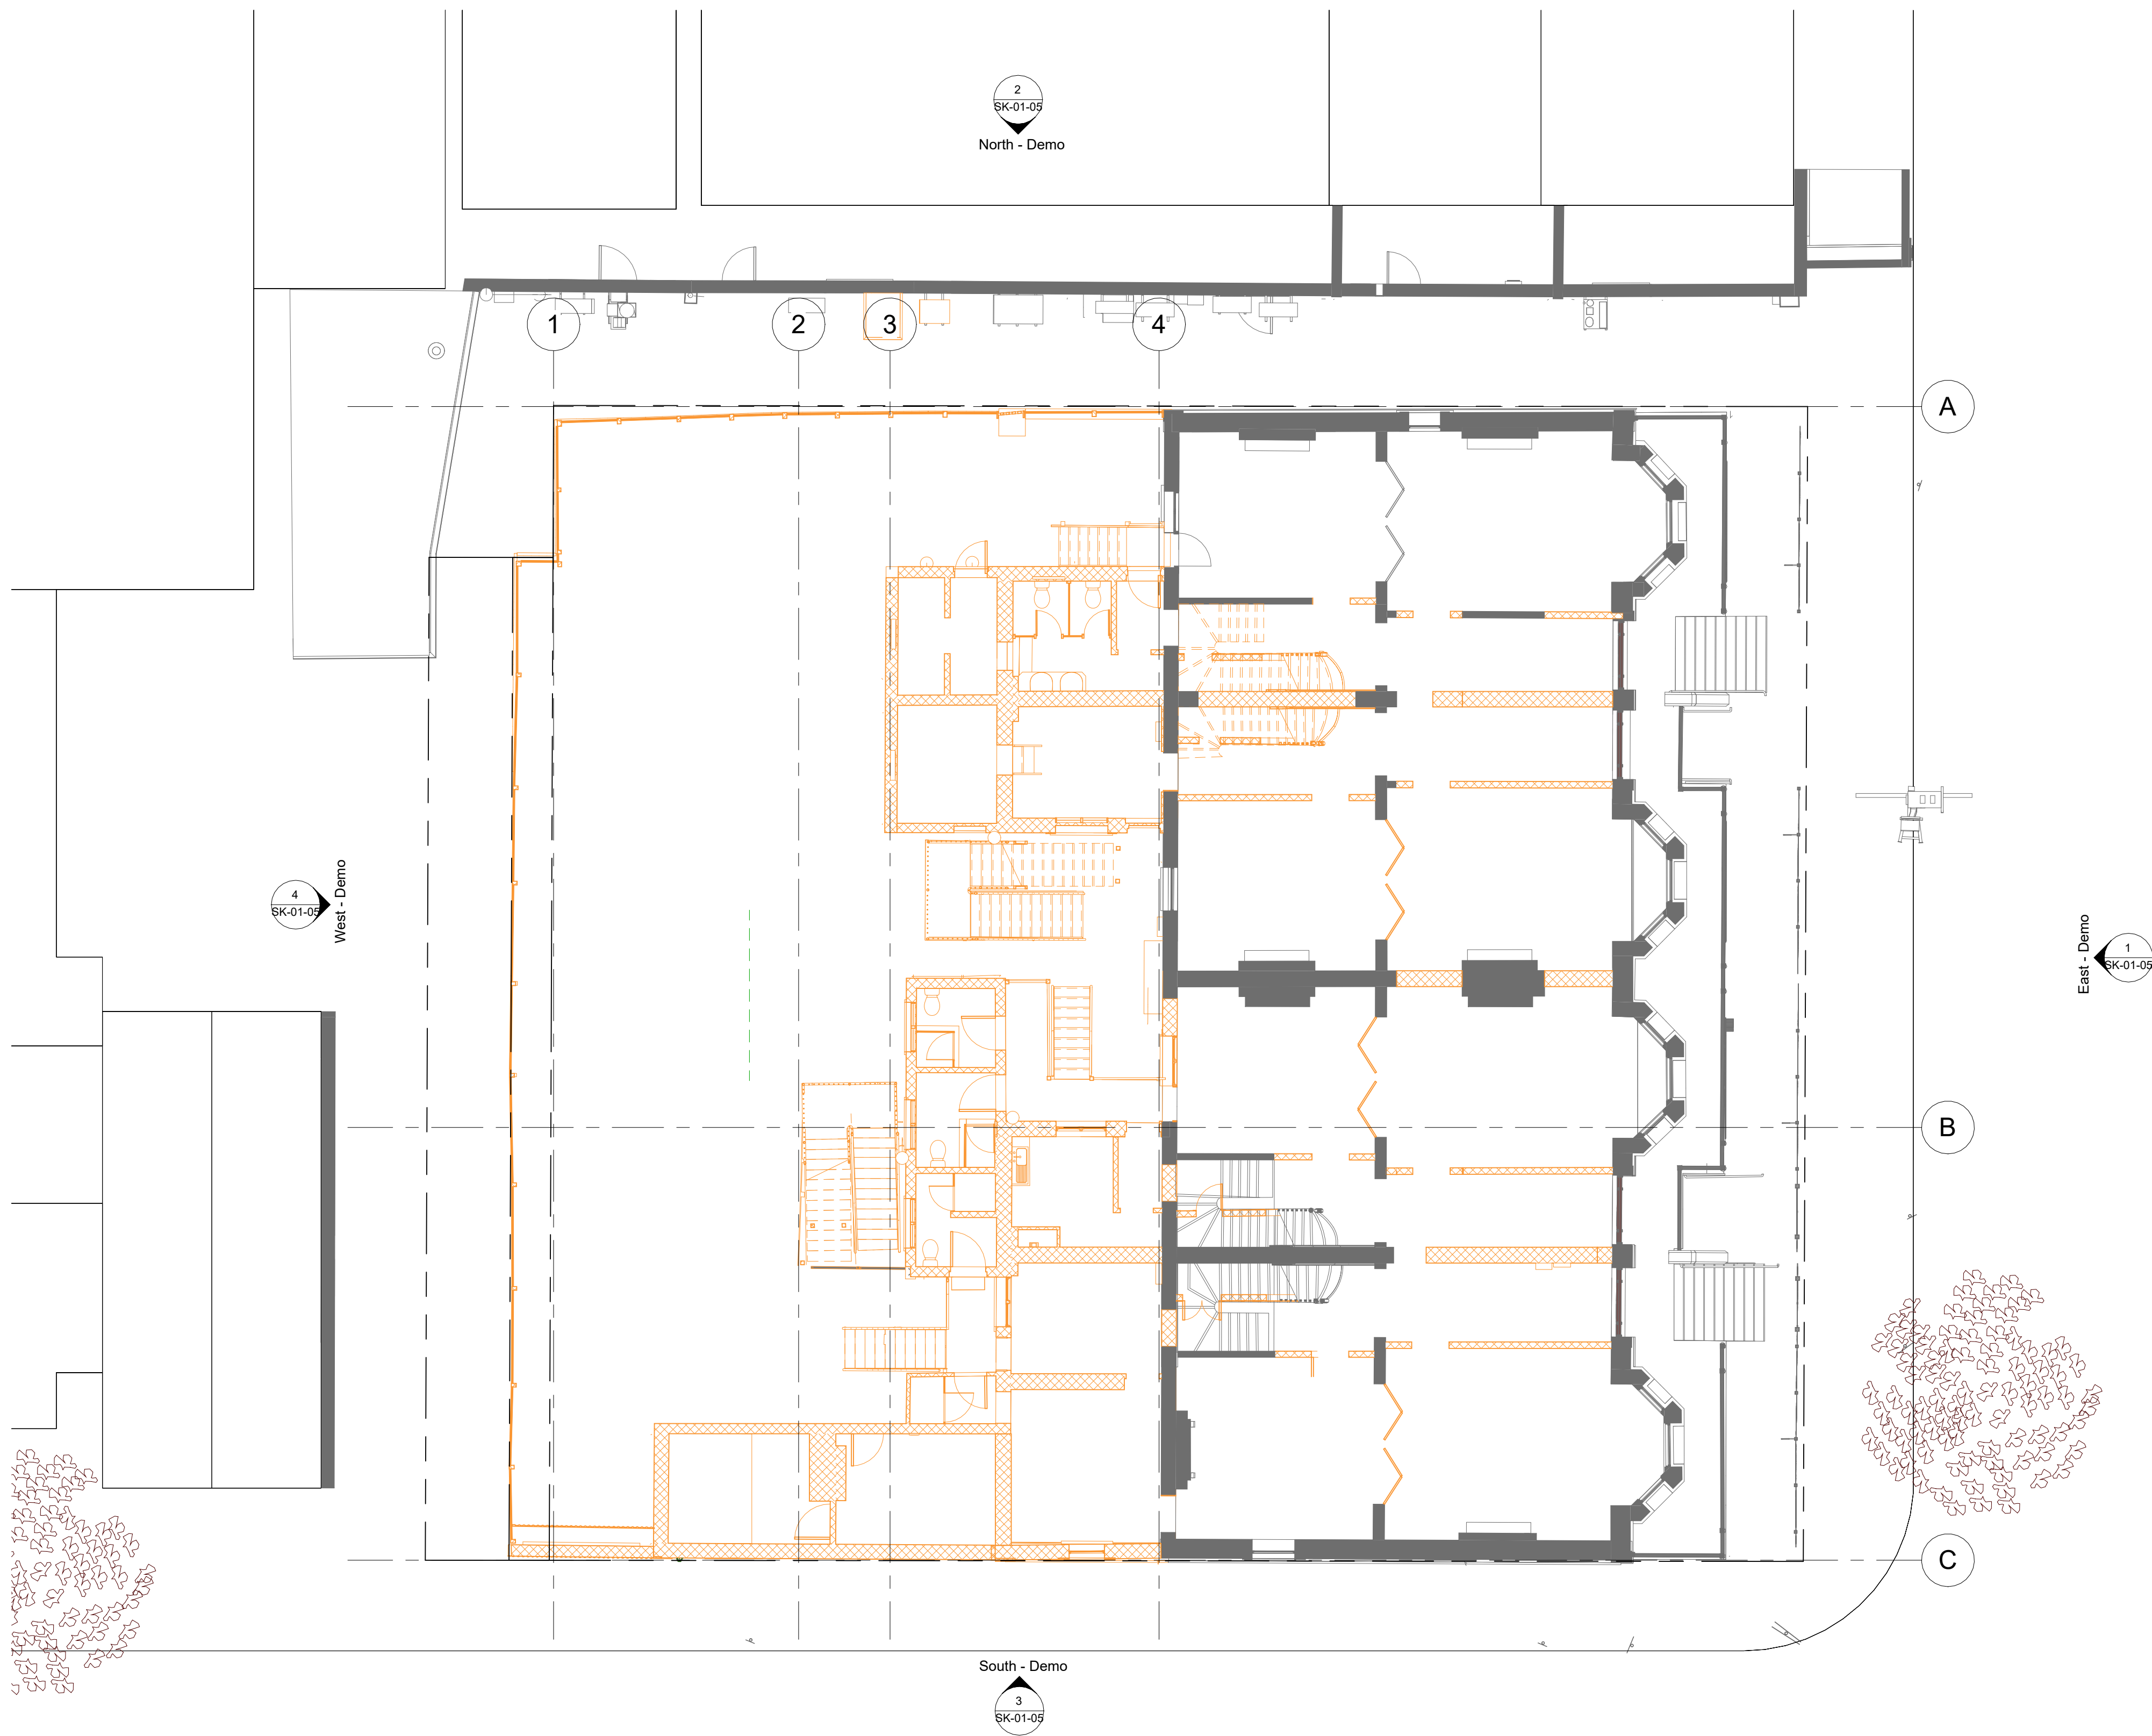 2
SK-01-05
North - Demo
1
2
3
4
A
4
SK-01-05
West - Demo
1
SK-01-05
East - Demo
B
C
South - Demo
3
SK-01-05